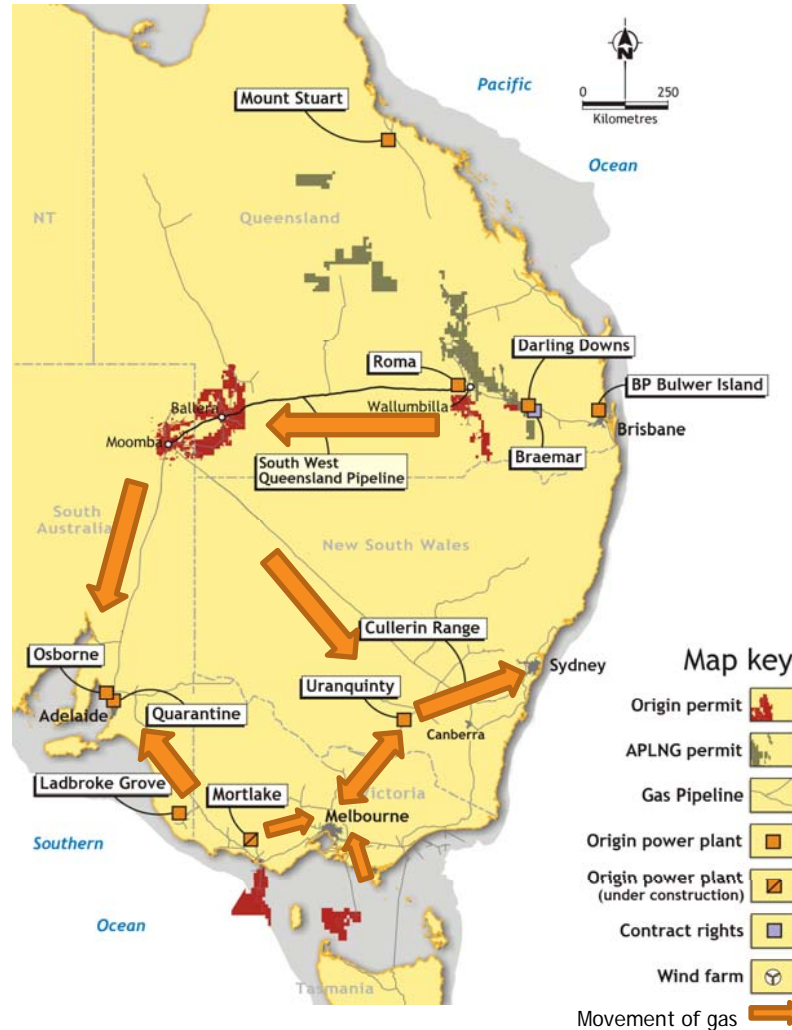 Pacific
N
0
250
Kilometres
Mount Stuart
Ocean
NT
Queensland
Darling Downs
Roma
BP Bulwer Island
Ballera
Wallumbilla
Brisbane
Moomba
Braemar
South West
Queensland Pipeline
South
Australia
New South Wales
Cullerin Range
Osborne
Sydney
Uranquinty
Adelaide
Quarantine
Canberra
Ladbroke Grove
Mortlake
Victoria
Melbourne
Southern
Ocean
Tasmania
Map key
Origin permit
APLNG permit
Gas Pipeline
Origin power plant
Origin power plant
(under construction)
Contract rights
Wind farm
Movement of gas